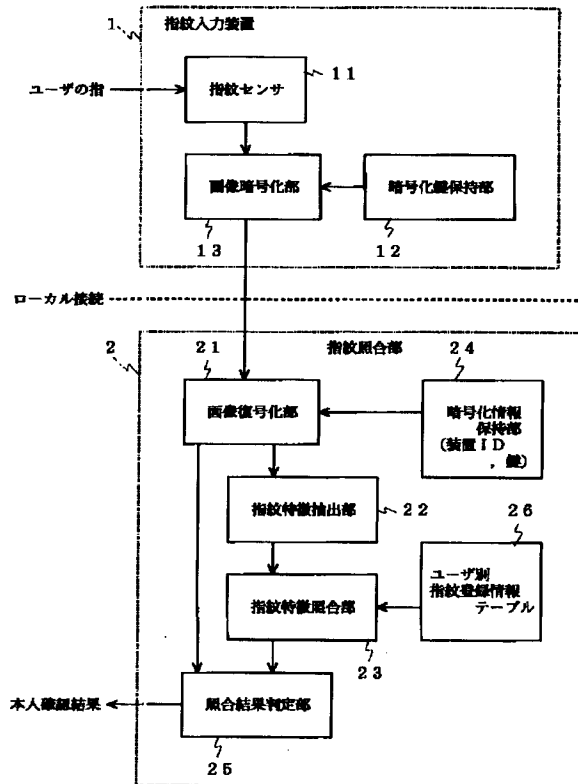 1
指紋入力装置
11
ユーザの指
指紋センサ
画像暗号化部
暗号化鍵保持部
13
12
ローカル接続
2
21
指紋照合部
24
画像復号化部
暗号化情報
保持部
(装置ID
,鍵)
指紋特徴抽出部
22
26
指紋特徴照合部
ユーザ別
指紋登録情報
テーブル
23
本人確認結果
照合結果判定部
25